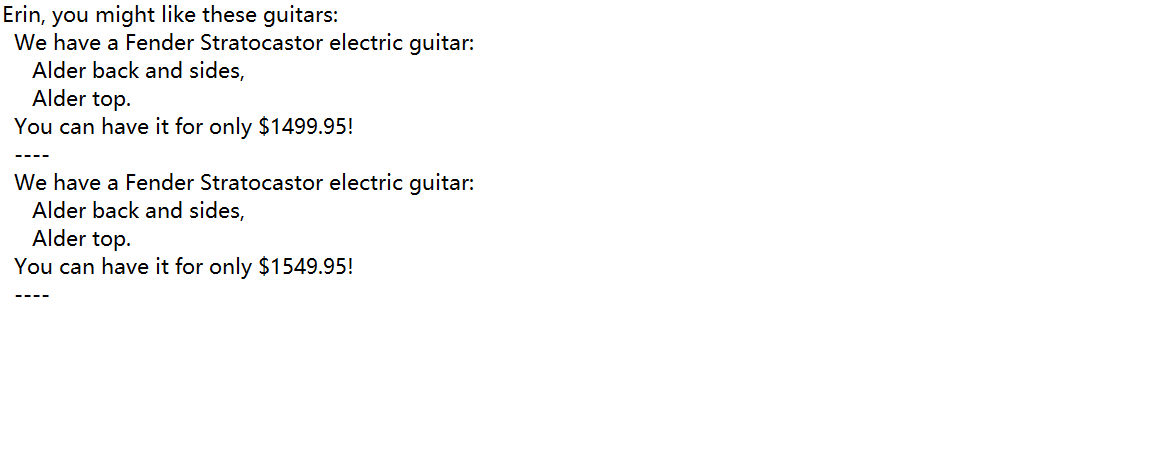 Erin, you might like these guitars:
We have a Fender Stratocastor electric guitar:
Alder back and sides,
Alder top.
You can have it for only $1499.95!
----
We have a Fender Stratocastor electric guitar:
Alder back and sides,
Alder top.
You can have it for only $1549.95!
----